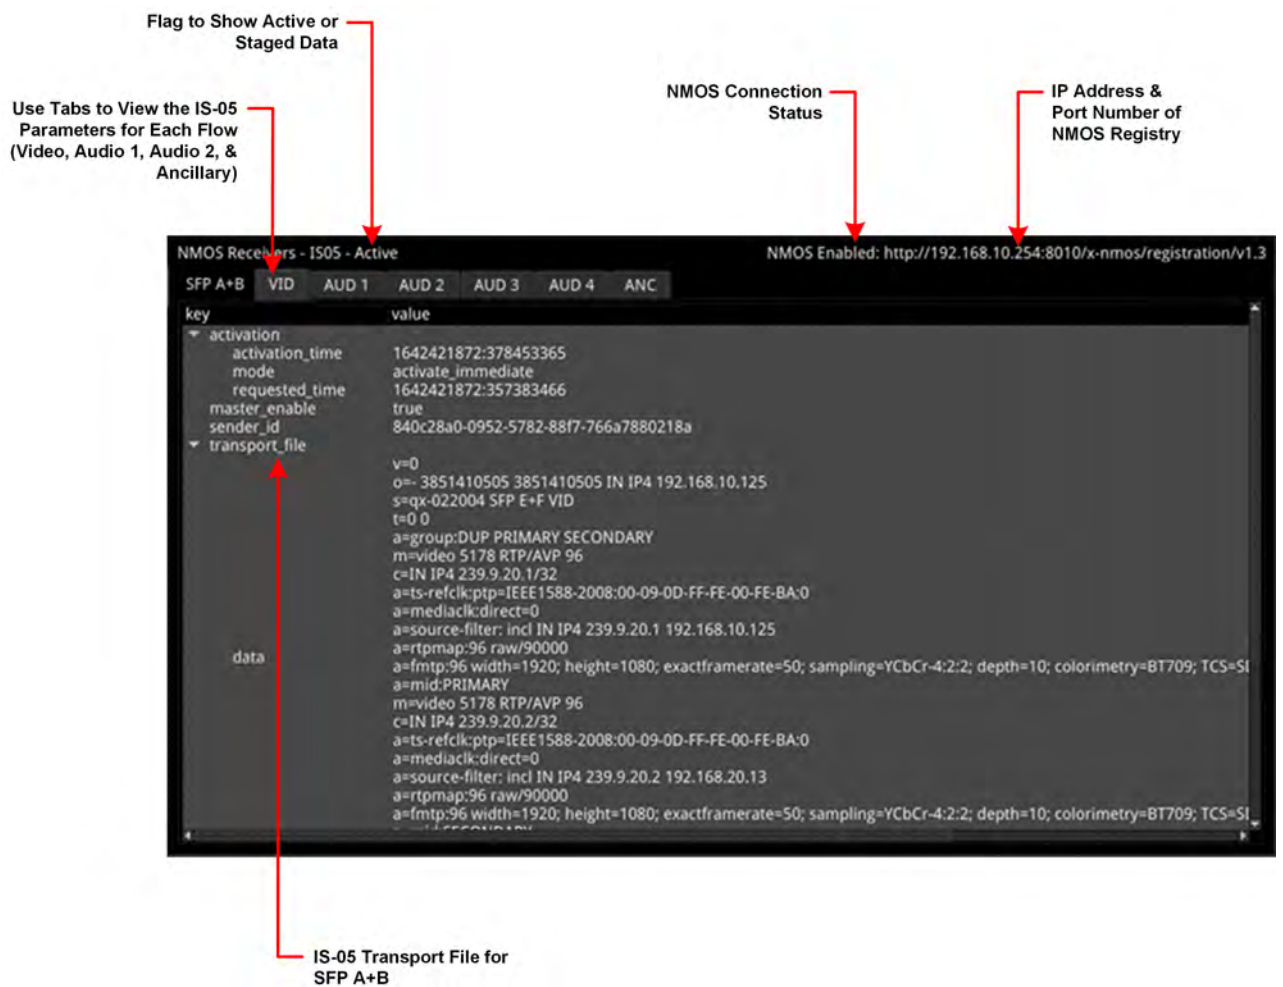 Flag to Show Active or
Staged Data
Use Tabs to View the IS-05
Parameters for Each Flow
(Video, Audio 1, Audio 2, &
Ancillary)
NMOS Connection
Status
IP Address &
Port Number of
NMOS Registry
NMOS Receivers - IS05 - Active
NMOS Enabled: http://192.168.10.254:8010/x-nmos/registration/v1.3
SFP A+B VID AUD 1 AUD 2 AUD 3 AUD 4 ANC
key value
activation
activation_time 1642421872:378453365
mode activate_immediate
requested_time 1642421872:357383466
master_enable true
sender_id 840c28a0-0952-5782-88f7-766a7880218a
transport_file
v=0
o=- 3851410505 3851410505 IN IP4 192.168.10.125
s=qx-022004 SFP E+F VID
t=0 0
a=group:DUP PRIMARY SECONDARY
m=video 5178 RTP/AVP 96
c=IN IP4 239.9.20.1/32
a=ts-refclk:ptp=IEEE1588-2008:00-09-0D-FF-FE-00-FE-BA:0
a=mediaclk:direct=0
a=source-filter: incl IN IP4 239.9.20.1 192.168.10.125
a=rtpmap:96 raw/90000
data
a=fmtp:96 width=1920; height=1080; exactframerate=50; sampling=YCbCr-4:2:2; depth=10; colorimetry=BT709; TCS=SD
a=mid:PRIMARY
m=video 5178 RTP/AVP 96
c=IN IP4 239.9.20.2/32
a=ts-refclk:ptp=IEEE1588-2008:00-09-0D-FF-FE-00-FE-BA:0
a=mediaclk:direct=0
a=source-filter: incl IN IP4 239.9.20.2 192.168.20.13
a=rtpmap:96 raw/90000
a=fmtp:96 width=1920; height=1080; exactframerate=50; sampling=YCbCr-4:2:2; depth=10; colorimetry=BT709; TCS=SD
a=mid:SECONDARY
IS-05 Transport File for
SFP A+B